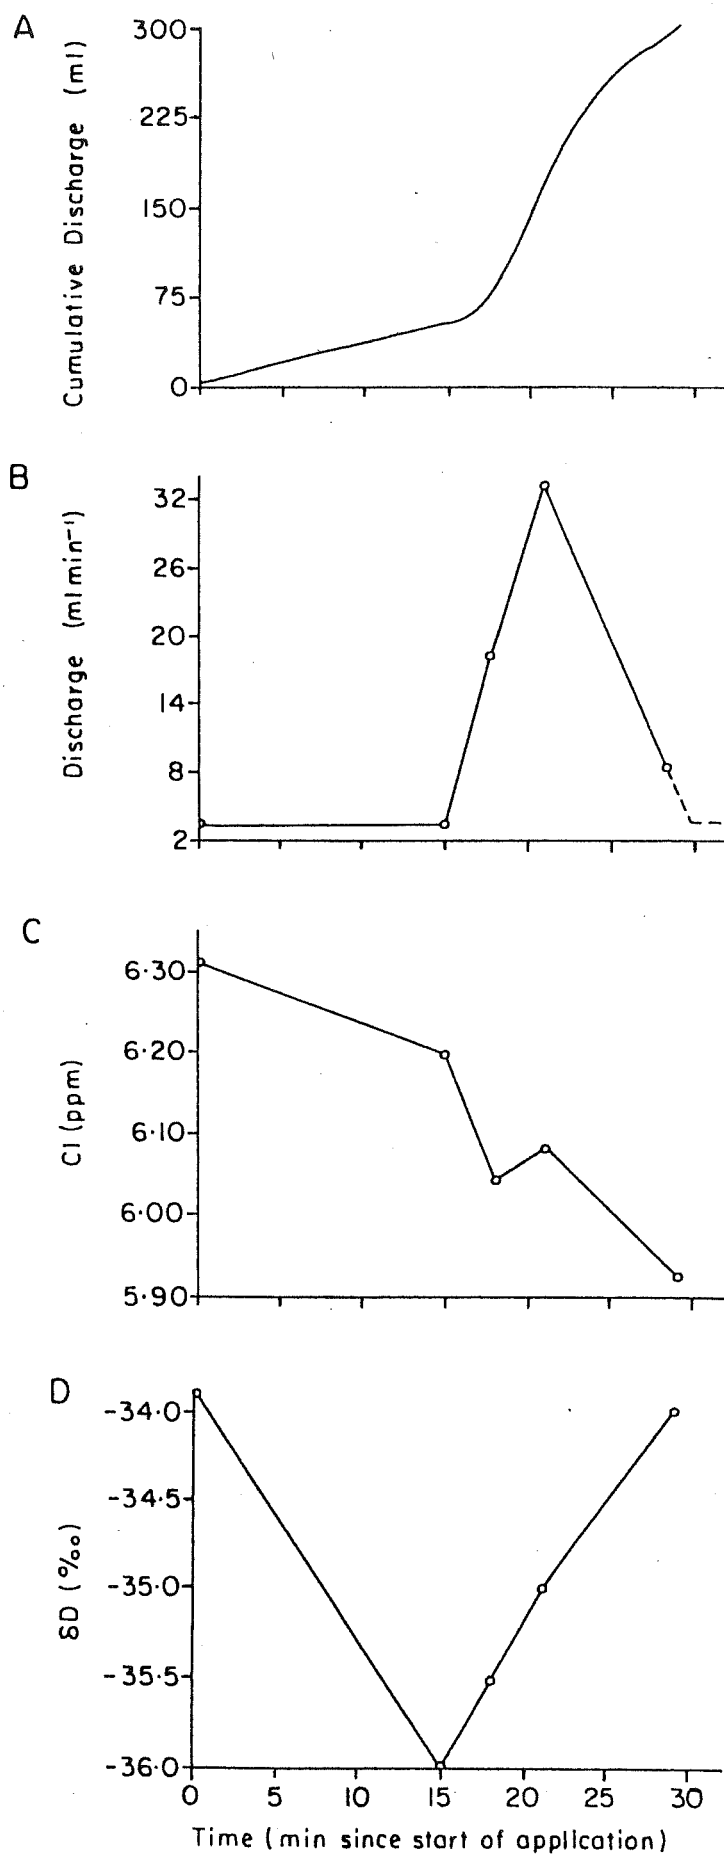 A
Cumulative Discharge (ml)
300
225
150
75
0
B
Discharge (ml min⁻¹)
32
26
20
14
8
2
C
Cl (ppm)
6·30
6·20
6·10
6·00
5·90
D
δD (‰)
-34·0
-34·5
-35·0
-35·5
-36·0
0 5 10 15 20 25 30
Time (min since start of application)